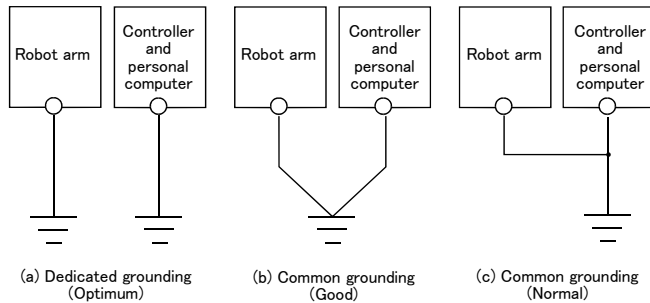 Robot arm
Controller
and
personal
computer
Robot arm
Controller
and
personal
computer
Robot arm
Controller
and
personal
computer
(a) Dedicated grounding
(Optimum)
(b) Common grounding
(Good)
(c) Common grounding
(Normal)